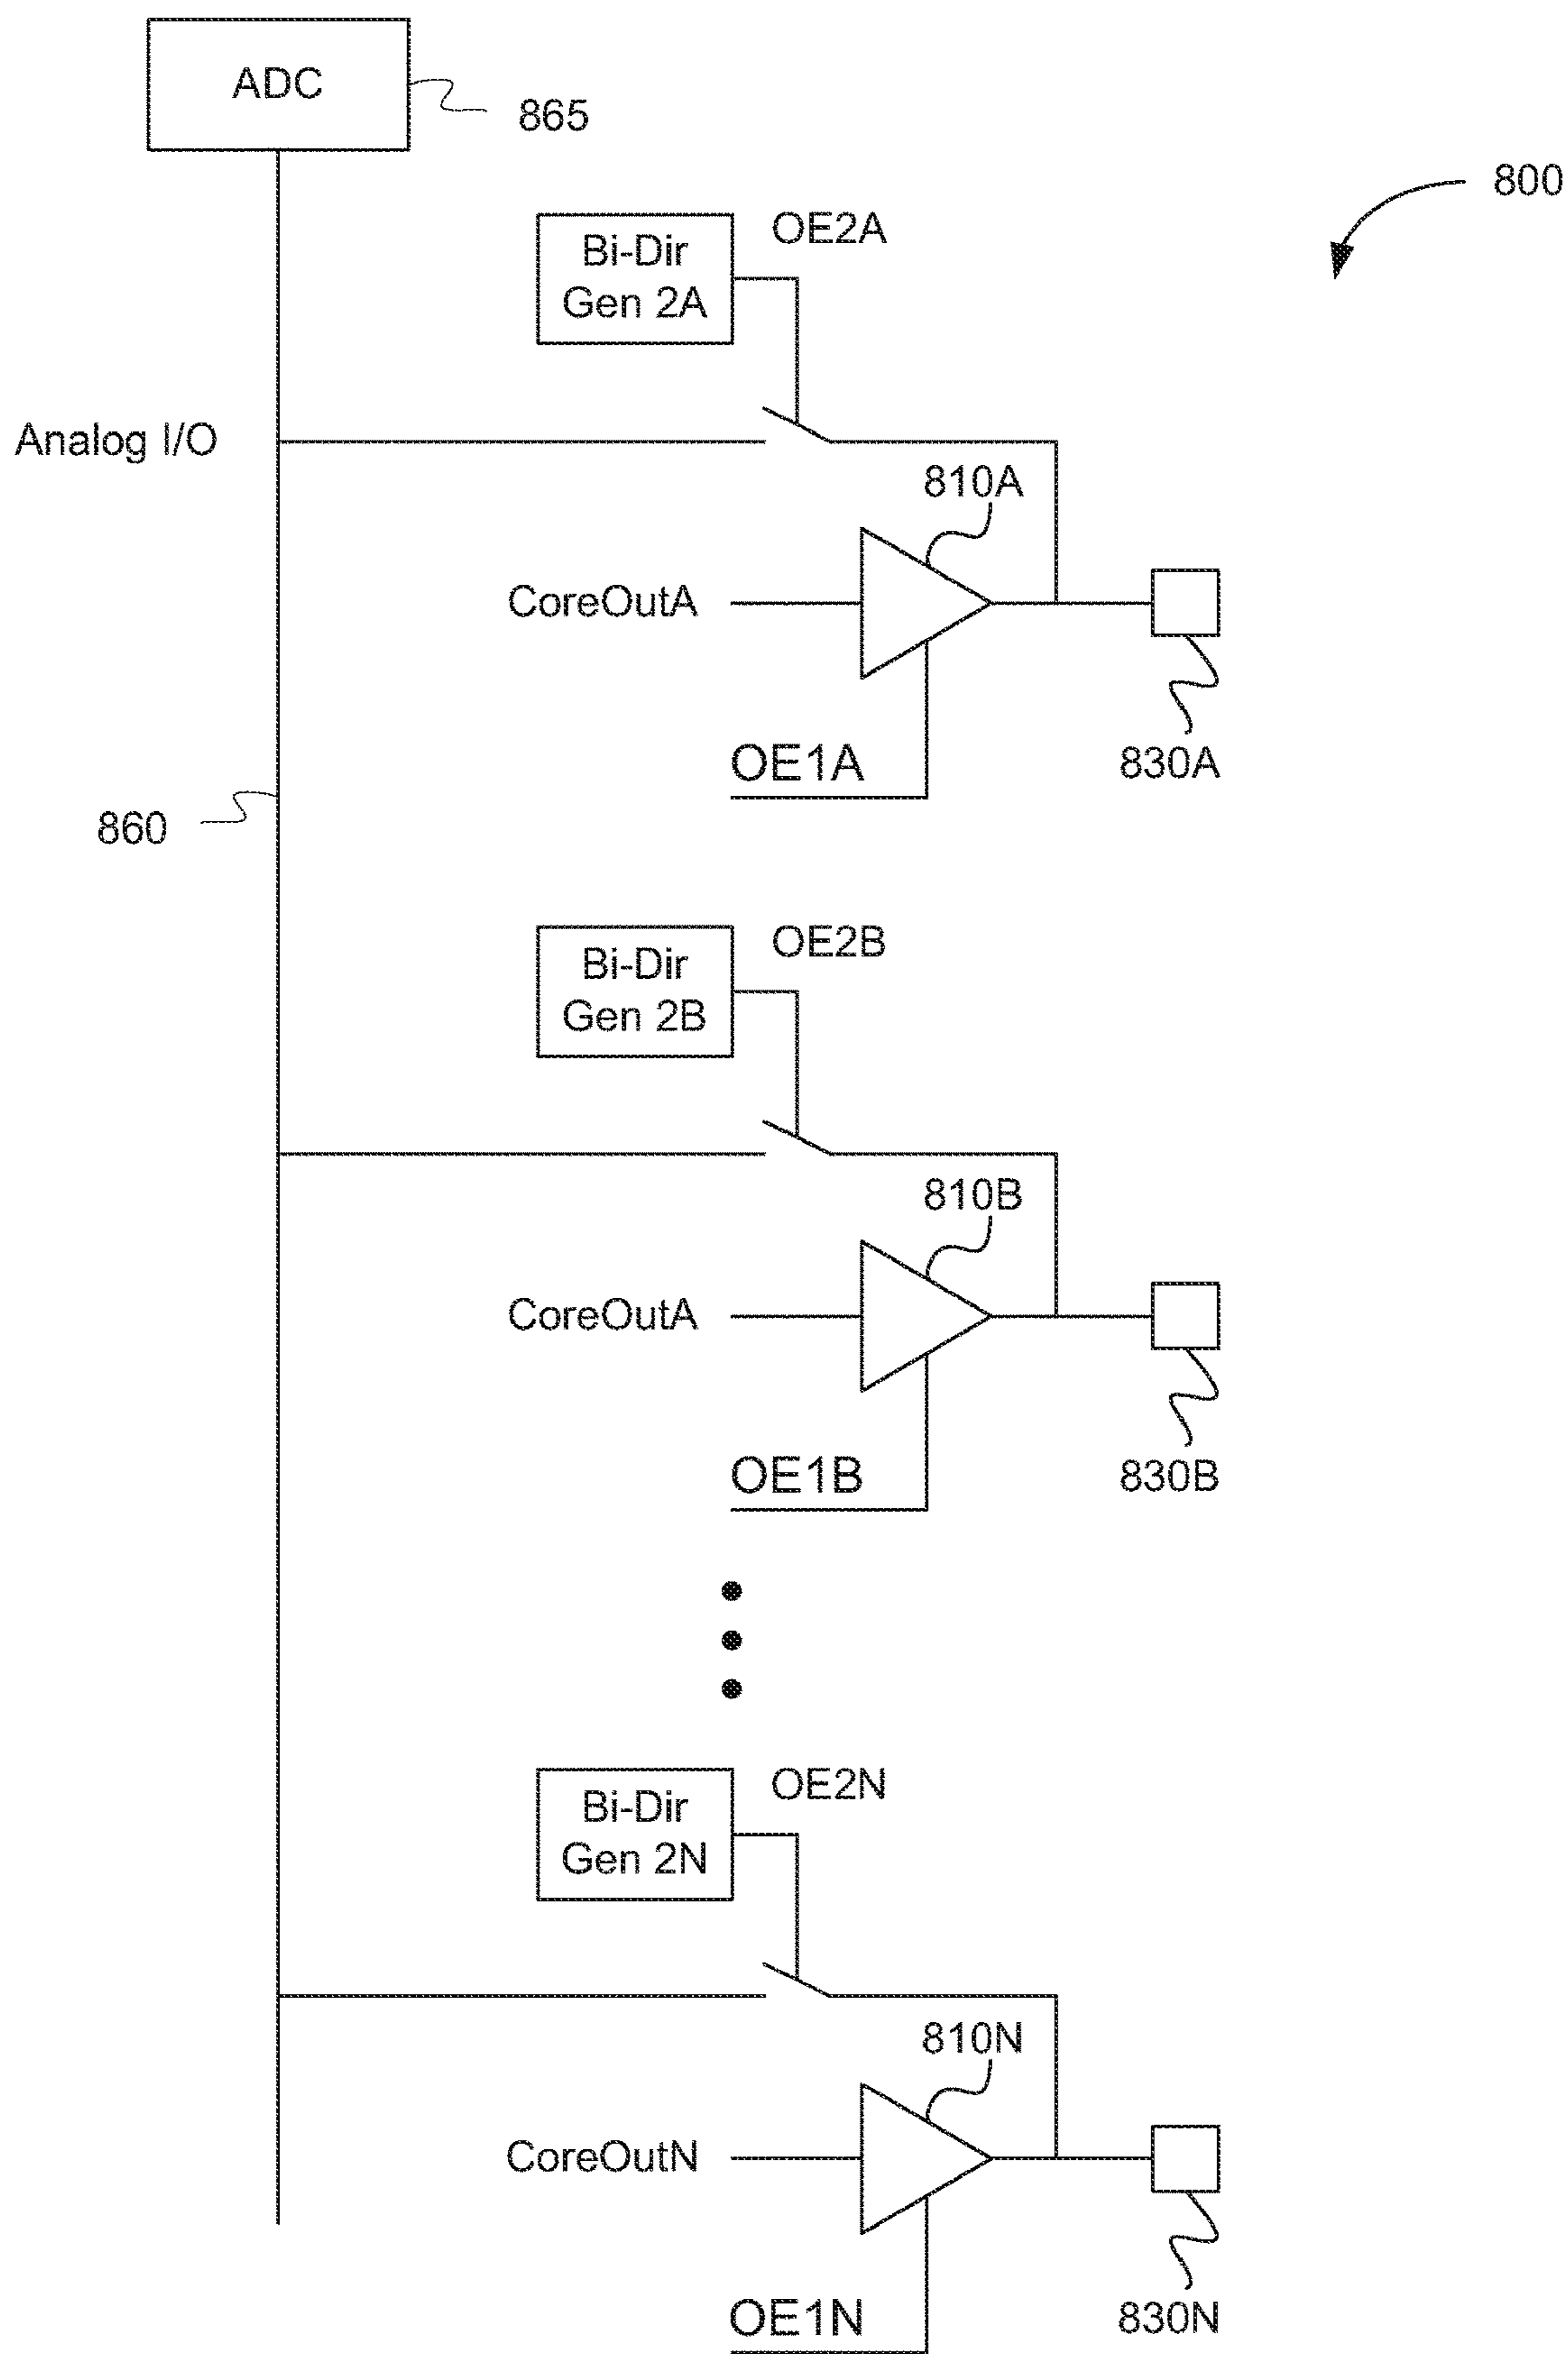 ADC
865
800
OE2A
Bi-Dir
Gen 2A
Analog I/O
810A
CoreOutA
OE1A
830A
860
OE2B
Bi-Dir
Gen 2B
810B
CoreOutA
OE1B
830B
OE2N
Bi-Dir
Gen 2N
810N
CoreOutN
OE1N
830N